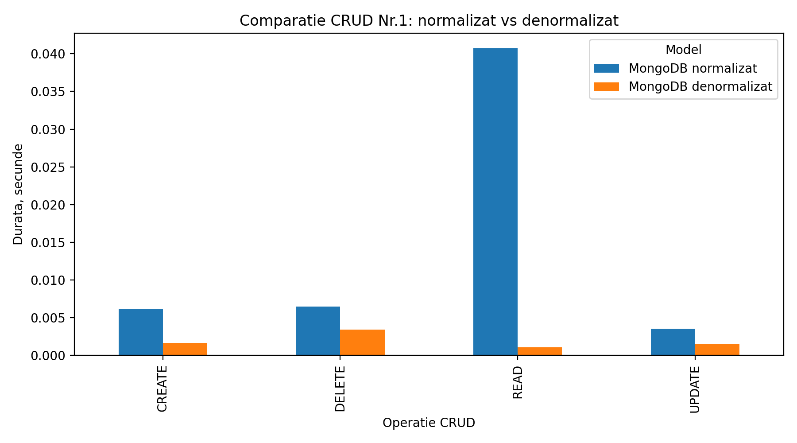 Comparatie CRUD Nr.1: normalizat vs denormalizat
Model
MongoDB normalizat
MongoDB denormalizat
Durata, secunde
0.040
0.035
0.030
0.025
0.020
0.015
0.010
0.005
0.000
CREATE
DELETE
READ
UPDATE
Operatie CRUD